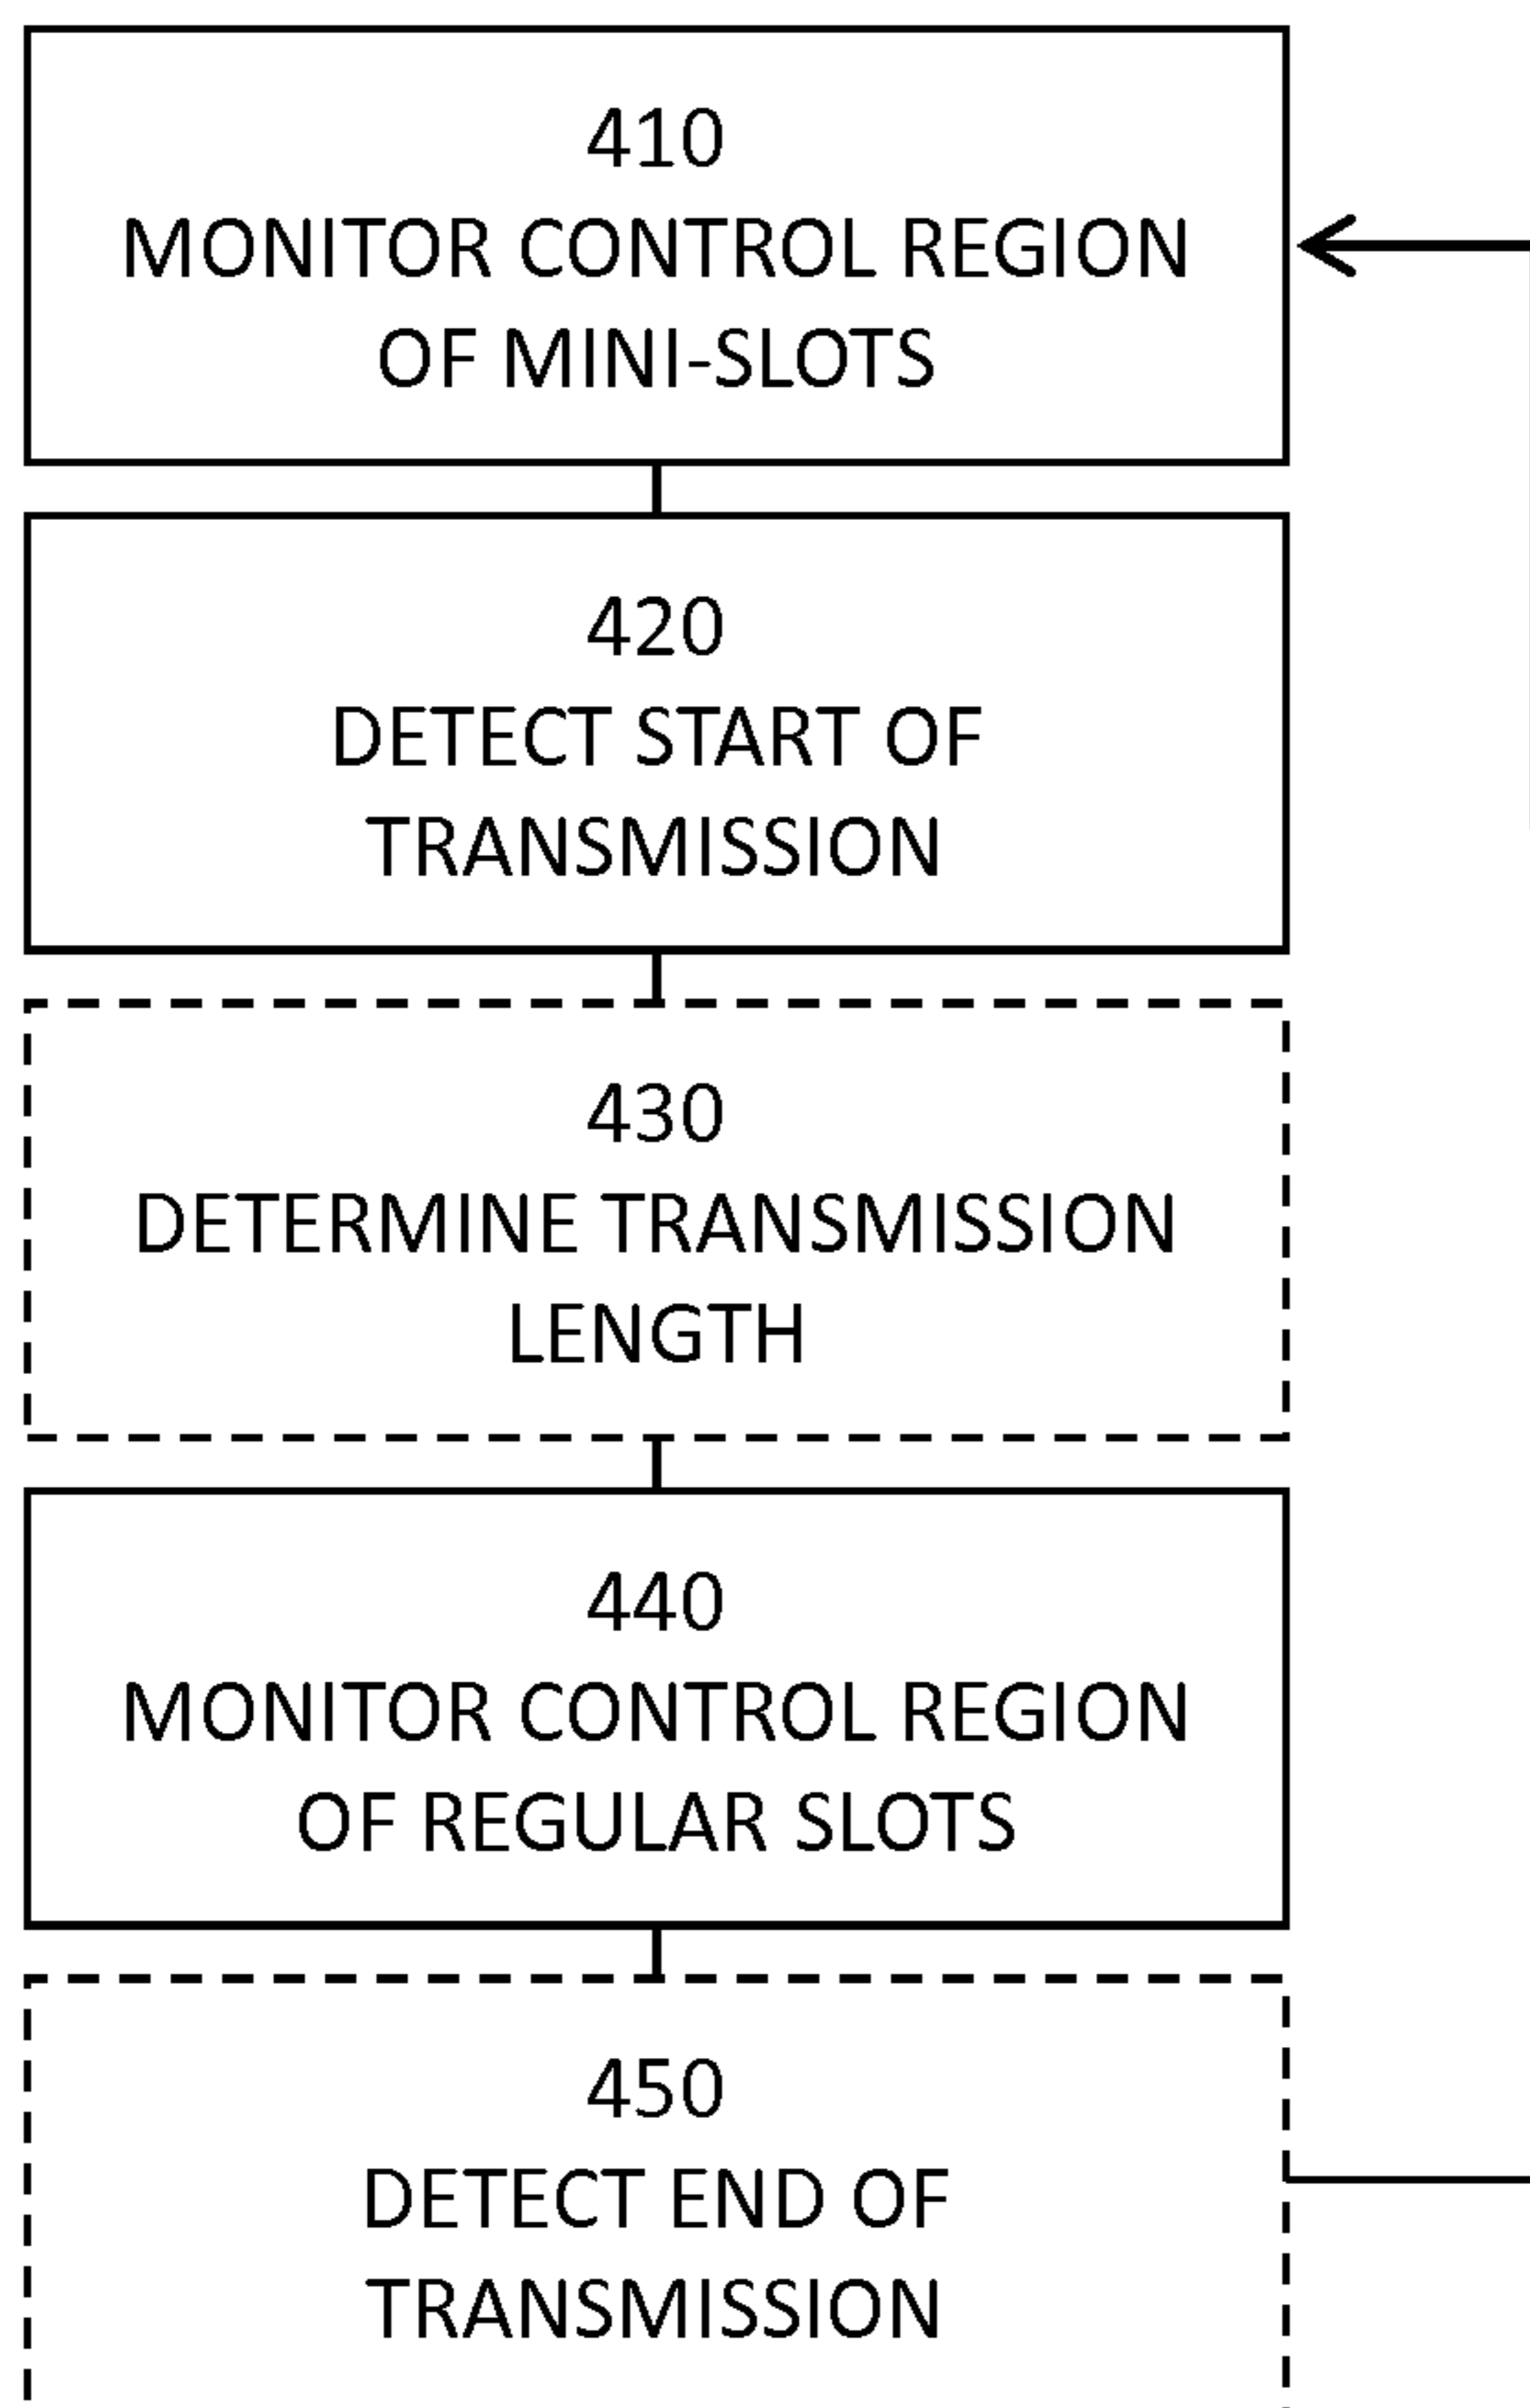 410
MONITOR CONTROL REGION
OF MINI-SLOTS
420
DETECT START OF
TRANSMISSION
430
DETERMINE TRANSMISSION
LENGTH
440
MONITOR CONTROL REGION
OF REGULAR SLOTS
450
DETECT END OF
TRANSMISSION